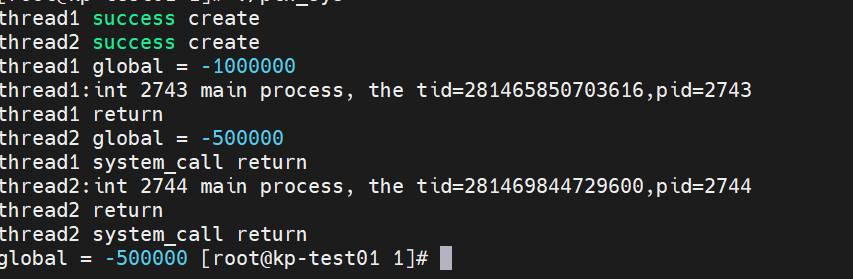 thread1 success create
thread2 success create
thread1 global = -1000000
thread1:int 2743 main process, the tid=281465850703616,pid=2743
thread1 return
thread2 global = -500000
thread1 system_call return
thread2:int 2744 main process, the tid=281469844729600,pid=2744
thread2 return
thread2 system_call return
global = -500000 [root@kp-test01 1]#